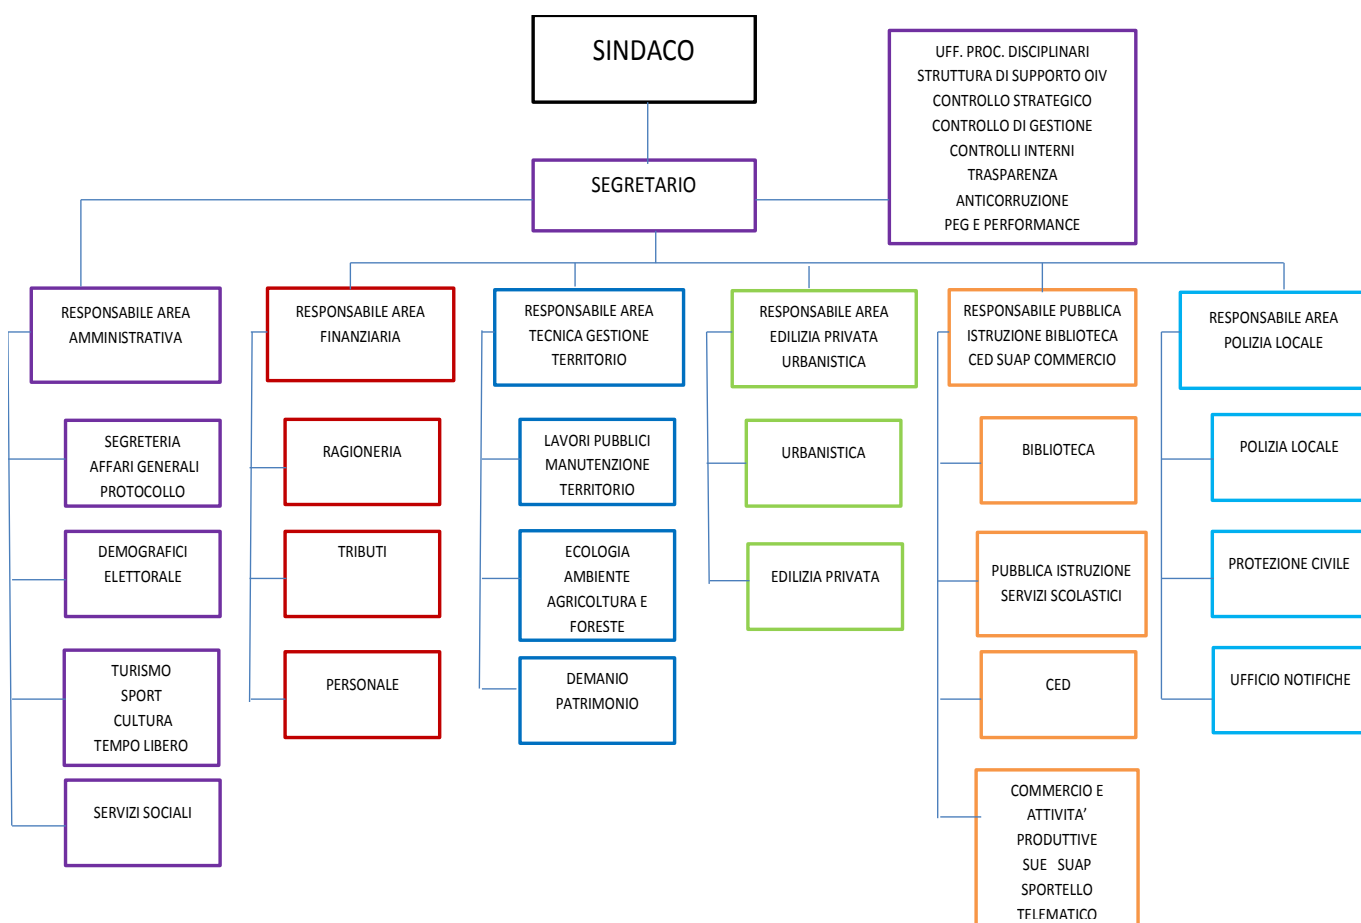 SINDACO
UFF. PROC. DISCIPLINARI
STRUTTURA DI SUPPORTO OIV
CONTROLLO STRATEGICO
CONTROLLO DI GESTIONE
CONTROLLI INTERNI
TRASPARENZA
ANTICORRUZIONE
PEG E PERFORMANCE
SEGRETARIO
RESPONSABILE AREA
AMMINISTRATIVA
SEGRETERIA
AFFARI GENERALI
PROTOCOLLO
DEMOGRAFICI
ELETTORALE
TURISMO
SPORT
CULTURA
TEMPO LIBERO
SERVIZI SOCIALI
RESPONSABILE AREA
FINANZIARIA
RAGIONERIA
TRIBUTI
PERSONALE
RESPONSABILE AREA
TECNICA GESTIONE
TERRITORIO
LAVORI PUBBLICI
MANUTENZIONE
TERRITORIO
ECOLOGIA
AMBIENTE
AGRICOLTURA E
FORESTE
DEMANIO
PATRIMONIO
RESPONSABILE AREA
EDILIZIA PRIVATA
URBANISTICA
URBANISTICA
EDILIZIA PRIVATA
RESPONSABILE PUBBLICA
ISTRUZIONE BIBLIOTECA
CED SUAP COMMERCIO
BIBLIOTECA
PUBBLICA ISTRUZIONE
SERVIZI SCOLASTICI
CED
COMMERCIO E
ATTIVITA’
PRODUTTIVE
SUE SUAP
SPORTELLO
TELEMATICO
RESPONSABILE AREA
POLIZIA LOCALE
POLIZIA LOCALE
PROTEZIONE CIVILE
UFFICIO NOTIFICHE